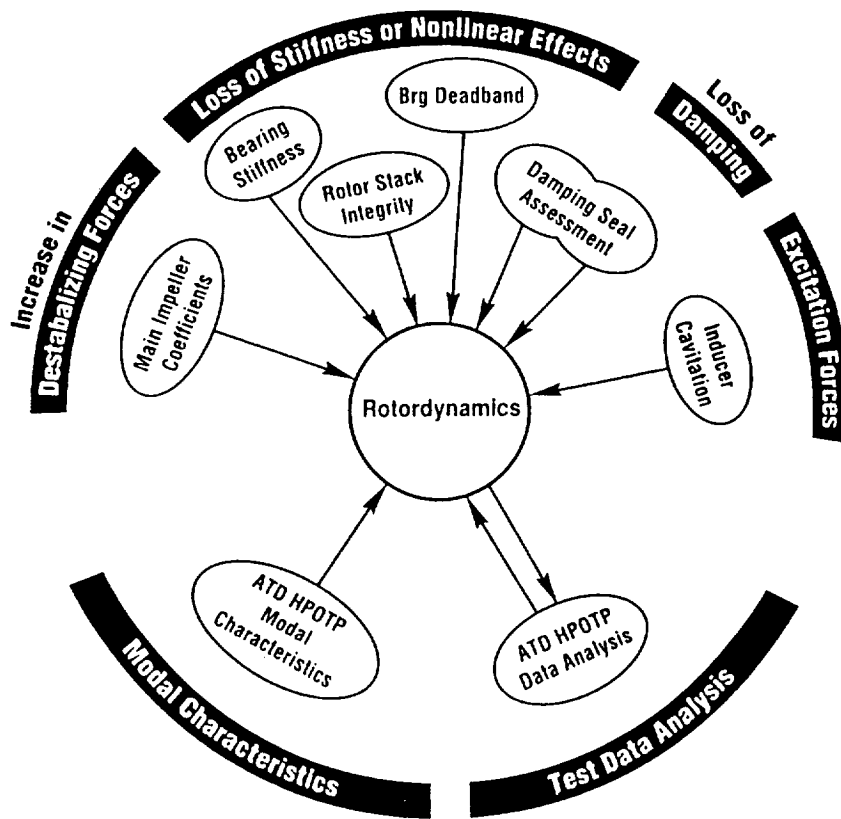 Loss of Stiffness or Nonlinear Effects
Loss of
Damping
Increase in
Destabalizing Forces
Excitation Forces
Brg Deadband
Bearing
Stiffness
Rotor Stack
Integrity
Damping Seal
Assessment
Main Impeller
Coefficients
Inducer
Cavitation
Rotordynamics
ATD HPOTP
Modal
Characteristics
ATD HPOTP
Data Analysis
Modal Characteristics
Test Data Analysis